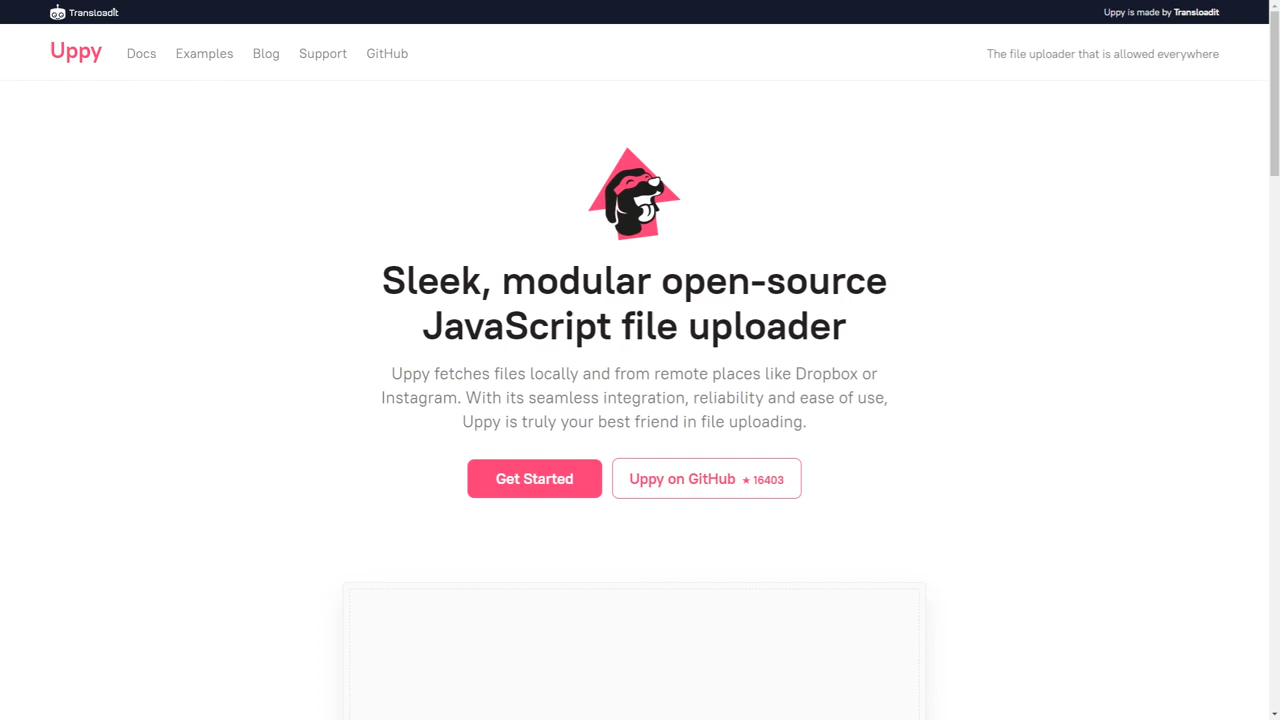 Transloadit
Uppy is made by Transloadit
Uppy
Docs
Examples
Blog
Support
GitHub
The file uploader that is allowed everywhere
Sleek, modular open-source
JavaScript file uploader
Uppy fetches files locally and from remote places like Dropbox or
Instagram. With its seamless integration, reliability and ease of use,
Uppy is truly your best friend in file uploading.
Get Started
Uppy on GitHub ★ 16403